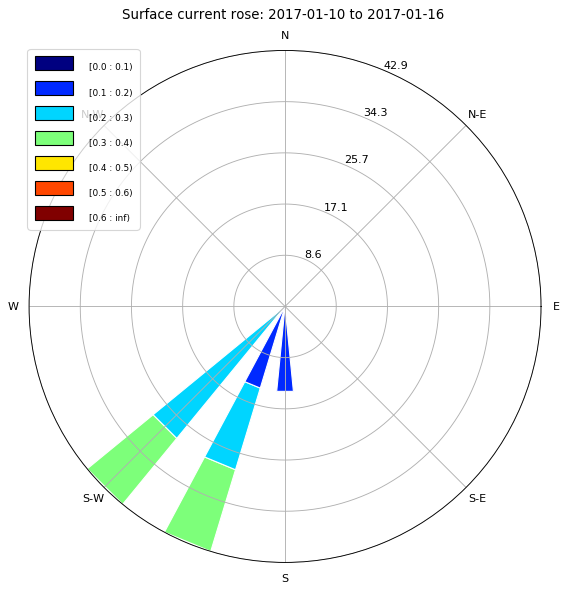 Surface current rose: 2017-01-10 to 2017-01-16
N
42.9
[0.0 : 0.1)
[0.1 : 0.2)
N-W
[0.2 : 0.3)
34.3
N-E
[0.3 : 0.4)
25.7
[0.4 : 0.5)
[0.5 : 0.6)
17.1
[0.6 : inf)
8.6
W
E
S-W
S-E
S